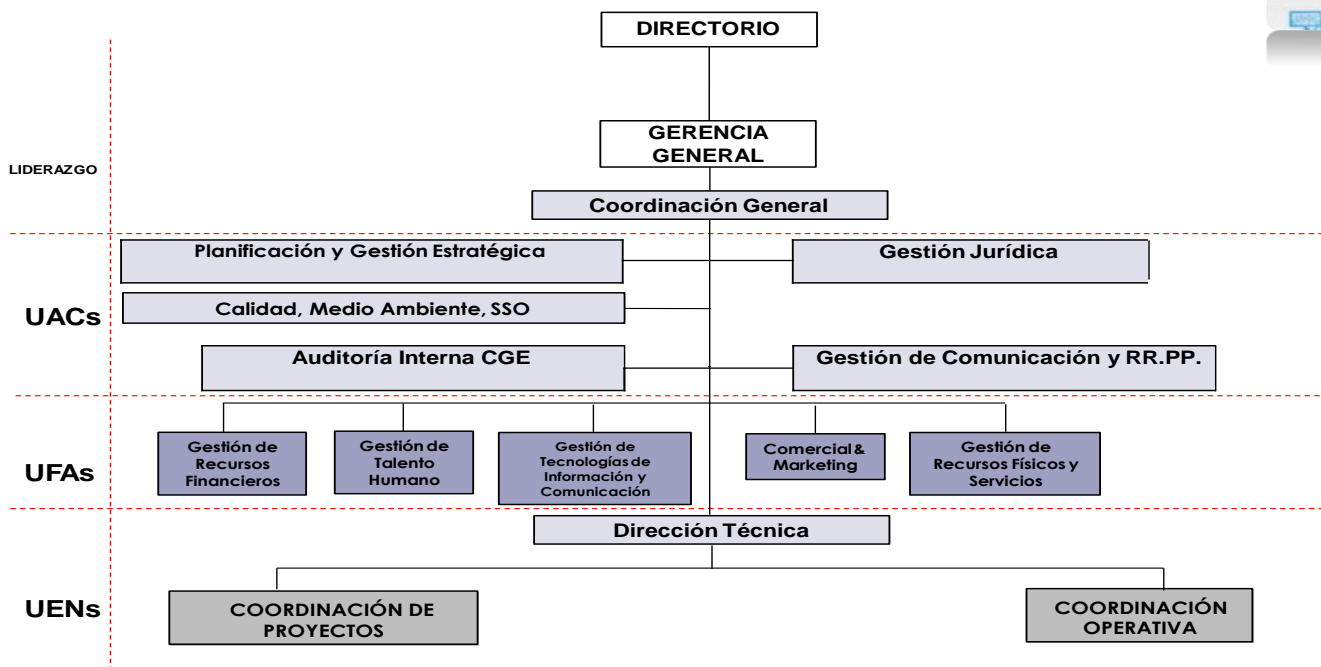 DIRECTORIO
GERENCIA
GENERAL
LIDERAZGO
Coordinación General
Planificación y Gestión Estratégica
Gestión Jurídica
UACs
Calidad, Medio Ambiente, SSO
Auditoría Interna CGE
Gestión de Comunicación y RR.PP.
UFAs
Gestión de
Recursos
Financieros
Gestión de
Talento
Humano
Gestión de
Tecnologías de
Información y
Comunicación
Comercial &
Marketing
Gestión de
Recursos Físicos y
Servicios
Dirección Técnica
UENs
COORDINACIÓN DE
PROYECTOS
COORDINACIÓN
OPERATIVA